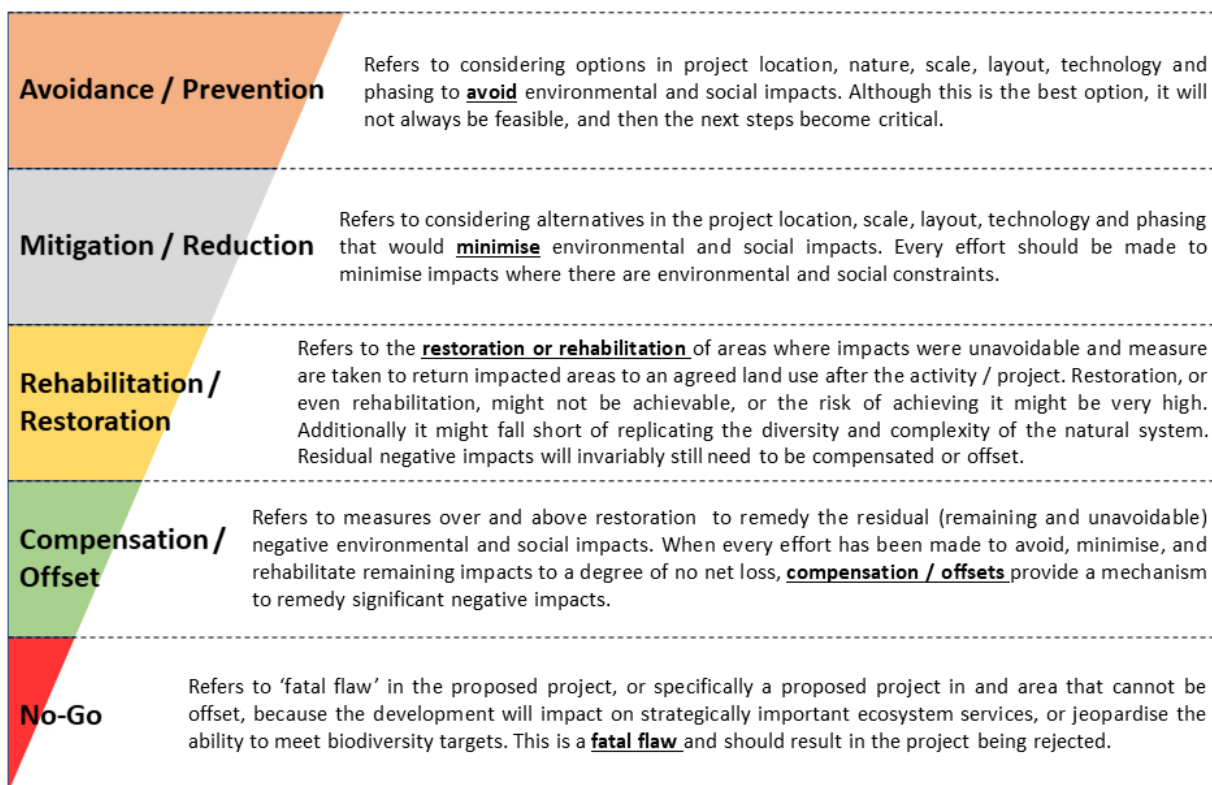 Avoidance / Prevention
Refers to considering options in project location, nature, scale, layout, technology and
phasing to avoid environmental and social impacts. Although this is the best option, it will
not always be feasible, and then the next steps become critical.
Mitigation / Reduction
Refers to considering alternatives in the project location, scale, layout, technology and phasing
that would minimise environmental and social impacts. Every effort should be made to
minimise impacts where there are environmental and social constraints.
Rehabilitation /
Restoration
Refers to the restoration or rehabilitation of areas where impacts were unavoidable and measure
are taken to return impacted areas to an agreed land use after the activity / project. Restoration, or
even rehabilitation, might not be achievable, or the risk of achieving it might be very high.
Additionally it might fall short of replicating the diversity and complexity of the natural system.
Residual negative impacts will invariably still need to be compensated or offset.
Compensation /
Offset
Refers to measures over and above restoration to remedy the residual (remaining and unavoidable)
negative environmental and social impacts. When every effort has been made to avoid, minimise, and
rehabilitate remaining impacts to a degree of no net loss, compensation / offsets provide a mechanism
to remedy significant negative impacts.
No-Go
Refers to ‘fatal flaw’ in the proposed project, or specifically a proposed project in and area that cannot be
offset, because the development will impact on strategically important ecosystem services, or jeopardise the
ability to meet biodiversity targets. This is a fatal flaw and should result in the project being rejected.